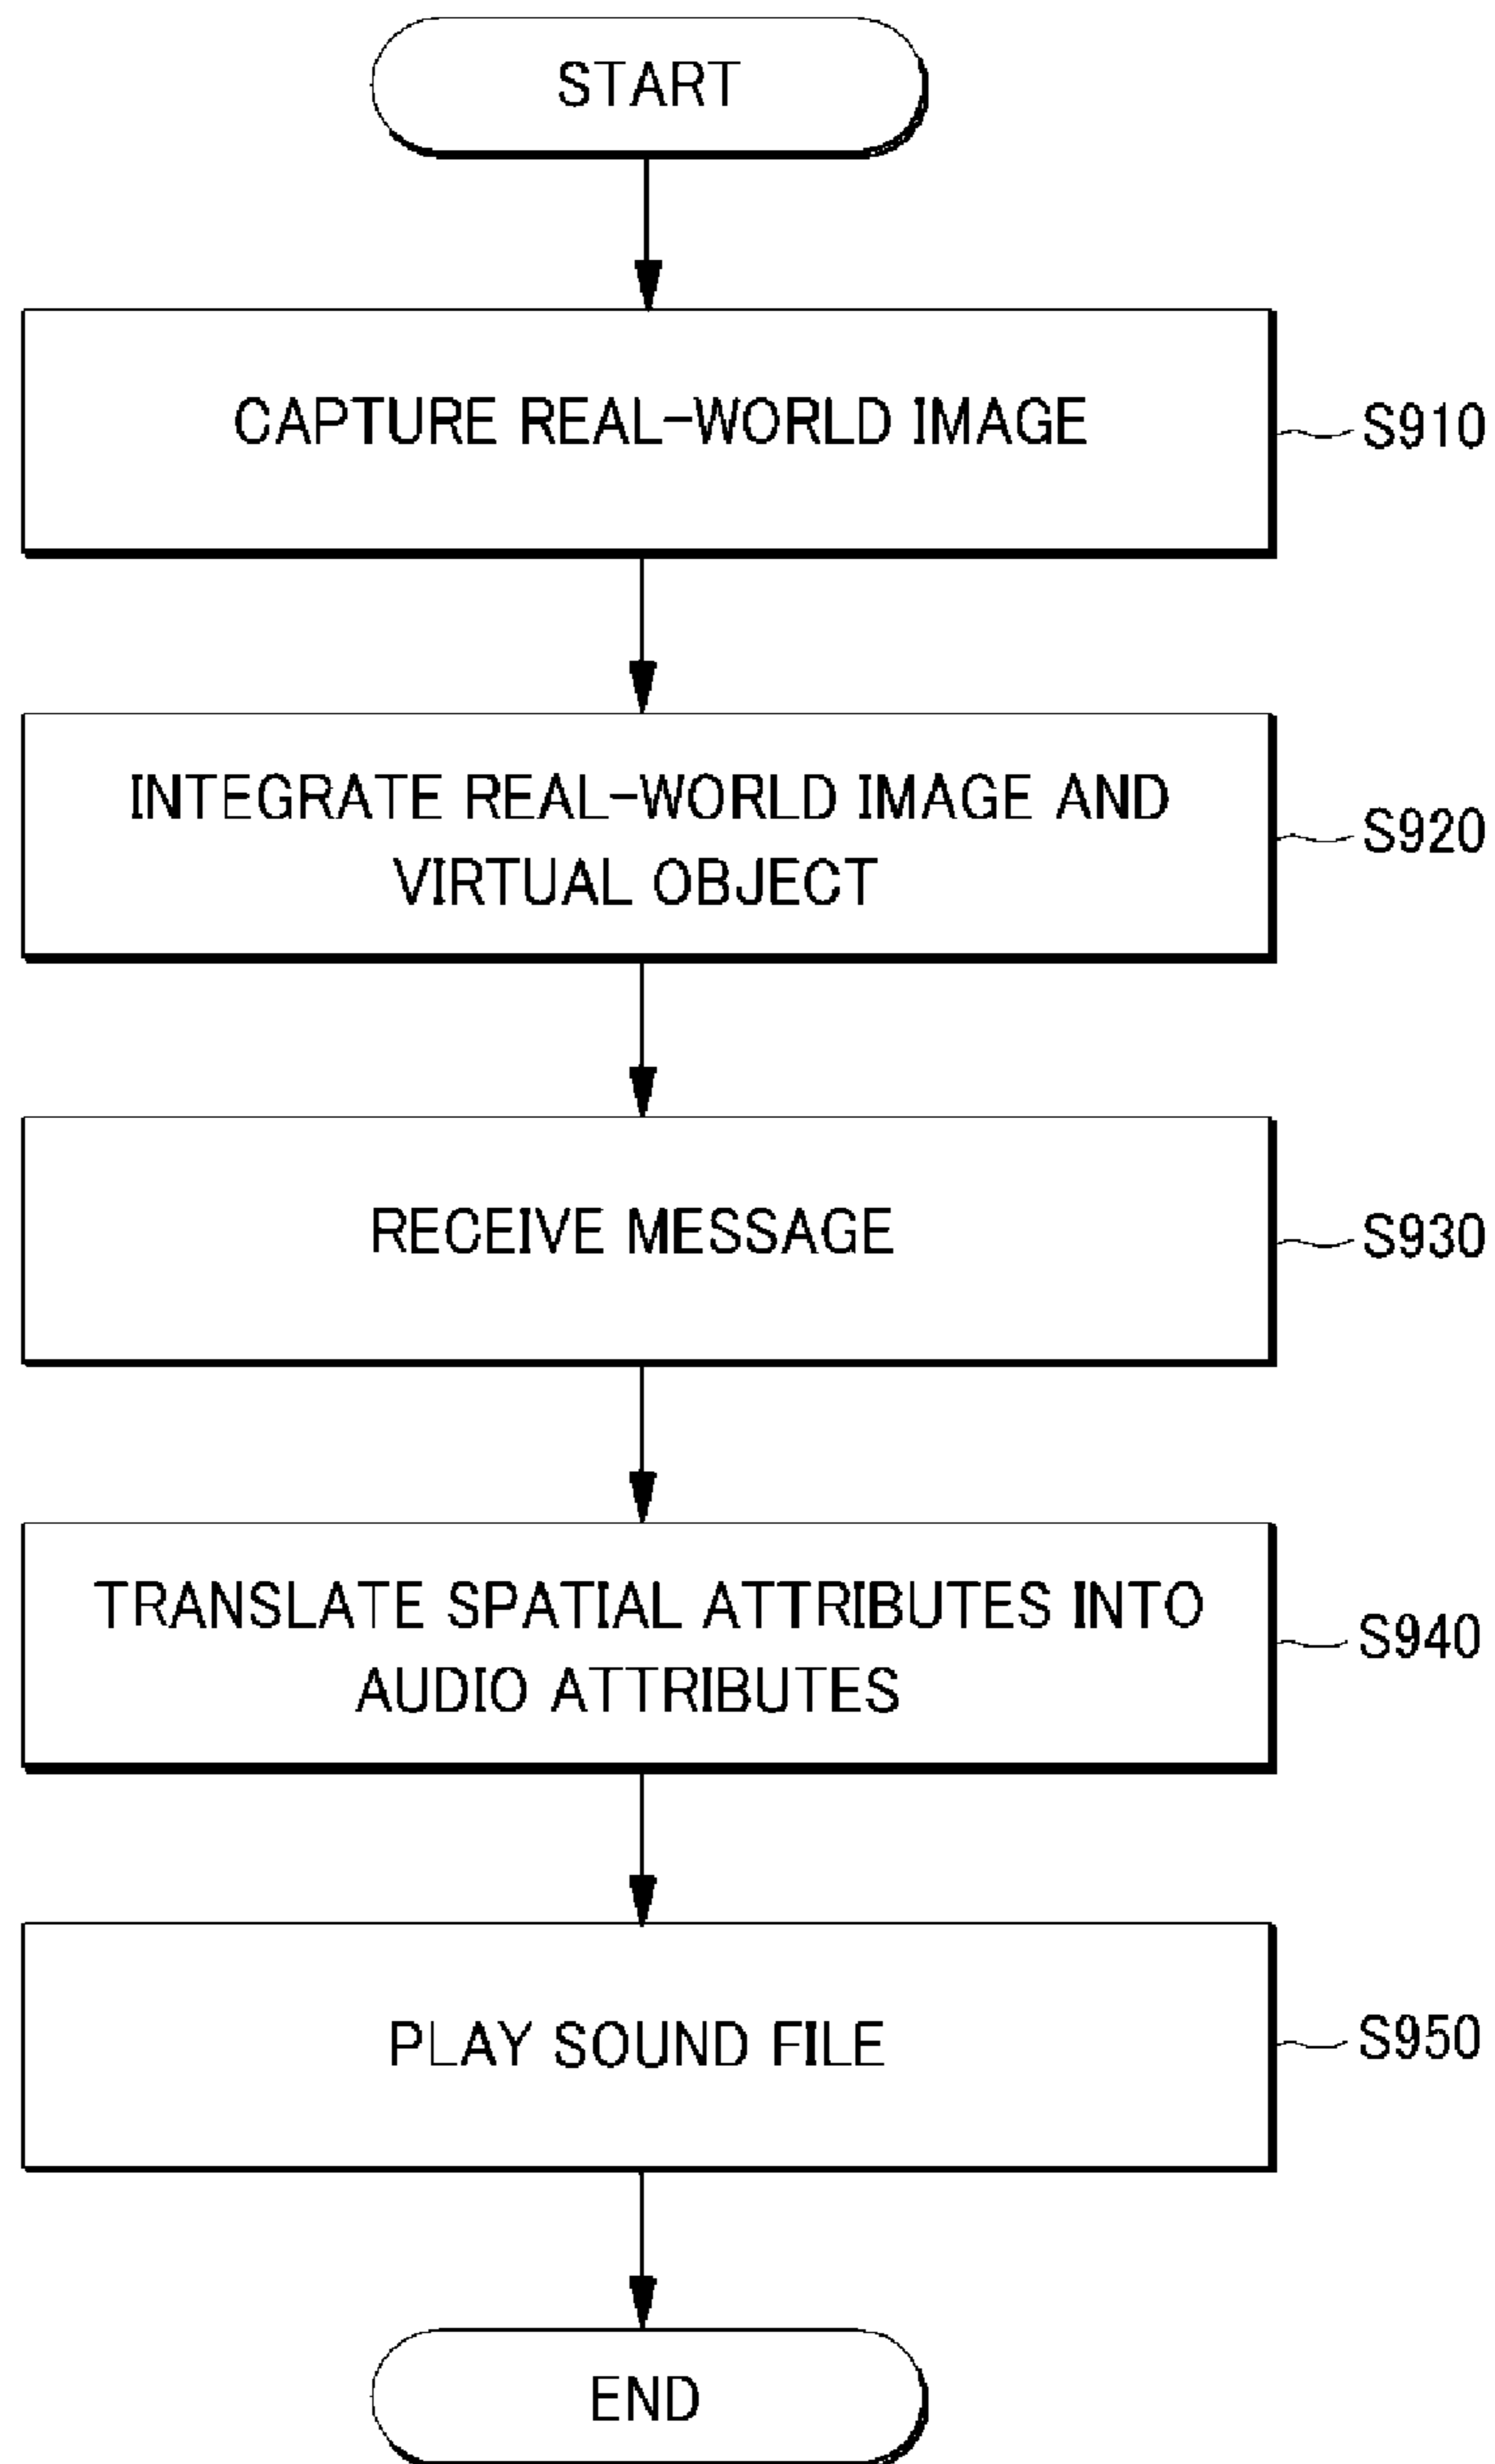 START
CAPTURE REAL-WORLD IMAGE
S910
INTEGRATE REAL-WORLD IMAGE AND
VIRTUAL OBJECT
S920
RECEIVE MESSAGE
S930
TRANSLATE SPATIAL ATTRIBUTES INTO
AUDIO ATTRIBUTES
S940
PLAY SOUND FILE
S950
END